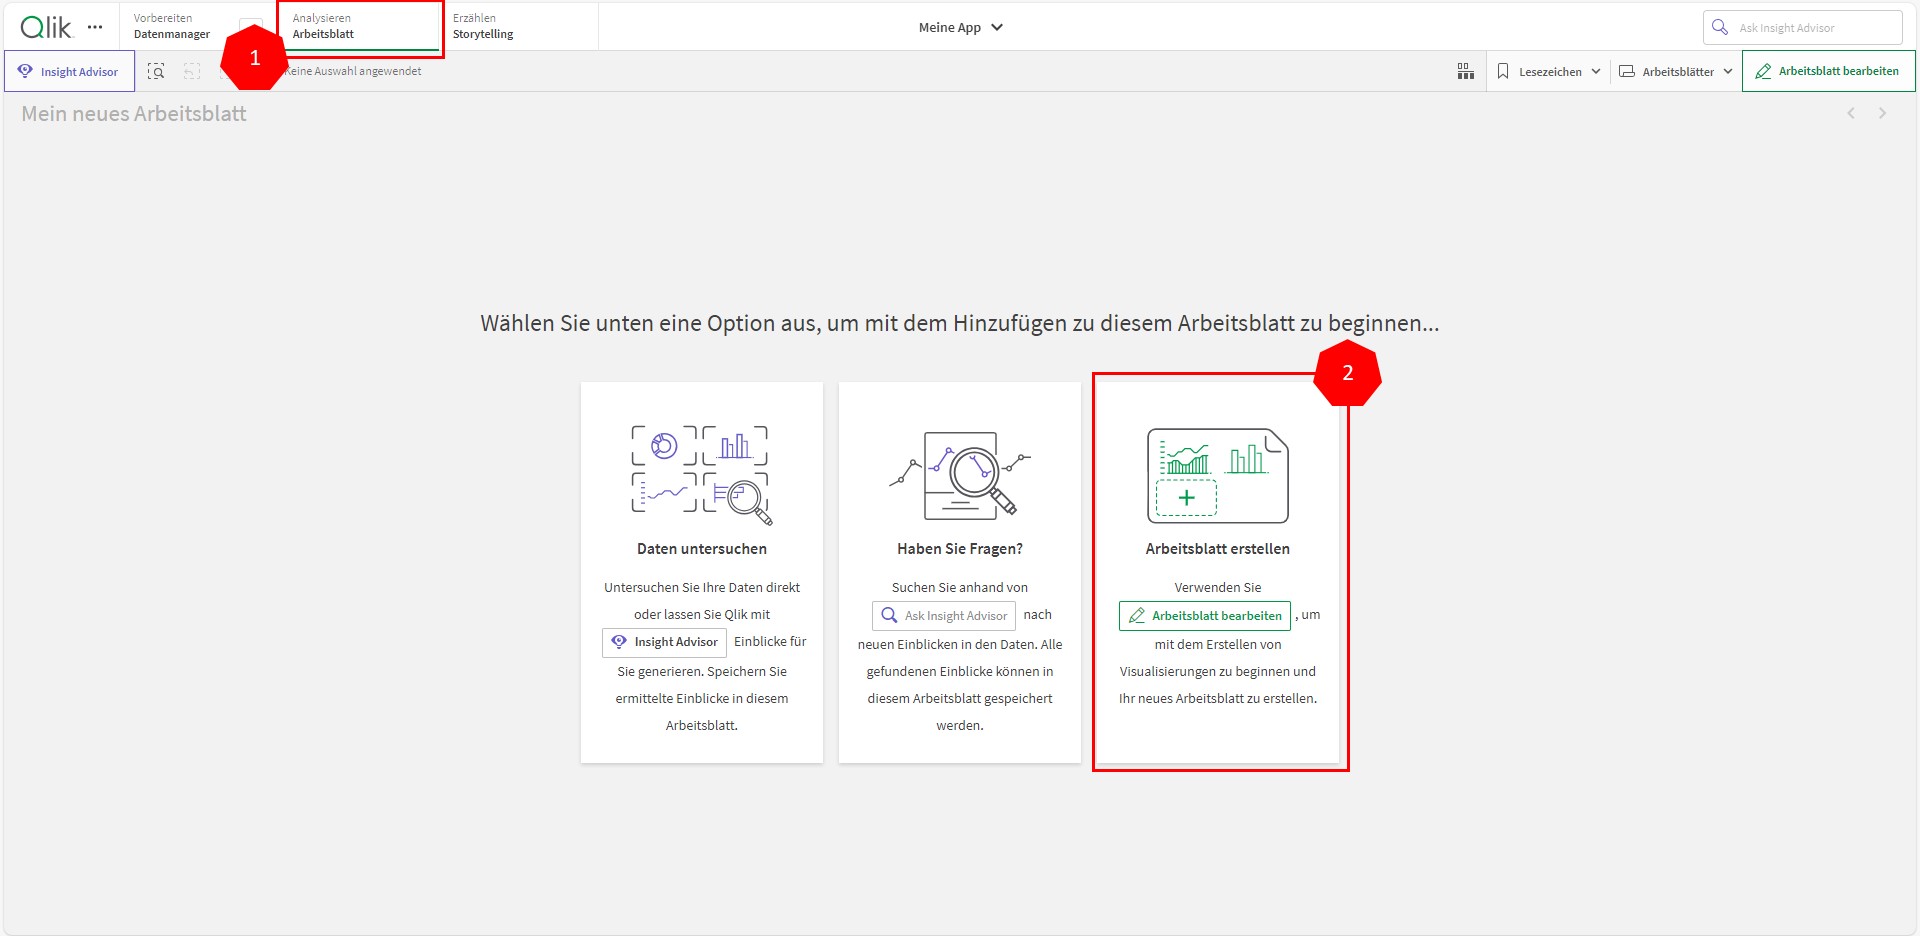 Qlik
Vorbereiten
Datenmanager
Analysieren
Arbeitsblatt
Erzählen
Storytelling
Meine App
Ask Insight Advisor
1
Insight Advisor
Keine Auswahl angewendet
Lesezeichen
Arbeitsblätter
Arbeitsblatt bearbeiten
Mein neues Arbeitsblatt
Wählen Sie unten eine Option aus, um mit dem Hinzufügen zu diesem Arbeitsblatt zu beginnen...
2
Daten untersuchen
Untersuchen Sie Ihre Daten direkt
oder lassen Sie Qlik mit
Insight Advisor Einblicke für
Sie generieren. Speichern Sie
ermittelte Einblicke in diesem
Arbeitsblatt.
Haben Sie Fragen?
Suchen Sie anhand von
Ask Insight Advisor nach
neuen Einblicken in den Daten. Alle
gefundenen Einblicke können in
diesem Arbeitsblatt gespeichert
werden.
Arbeitsblatt erstellen
Verwenden Sie
Arbeitsblatt bearbeiten , um
mit dem Erstellen von
Visualisierungen zu beginnen und
Ihr neues Arbeitsblatt zu erstellen.